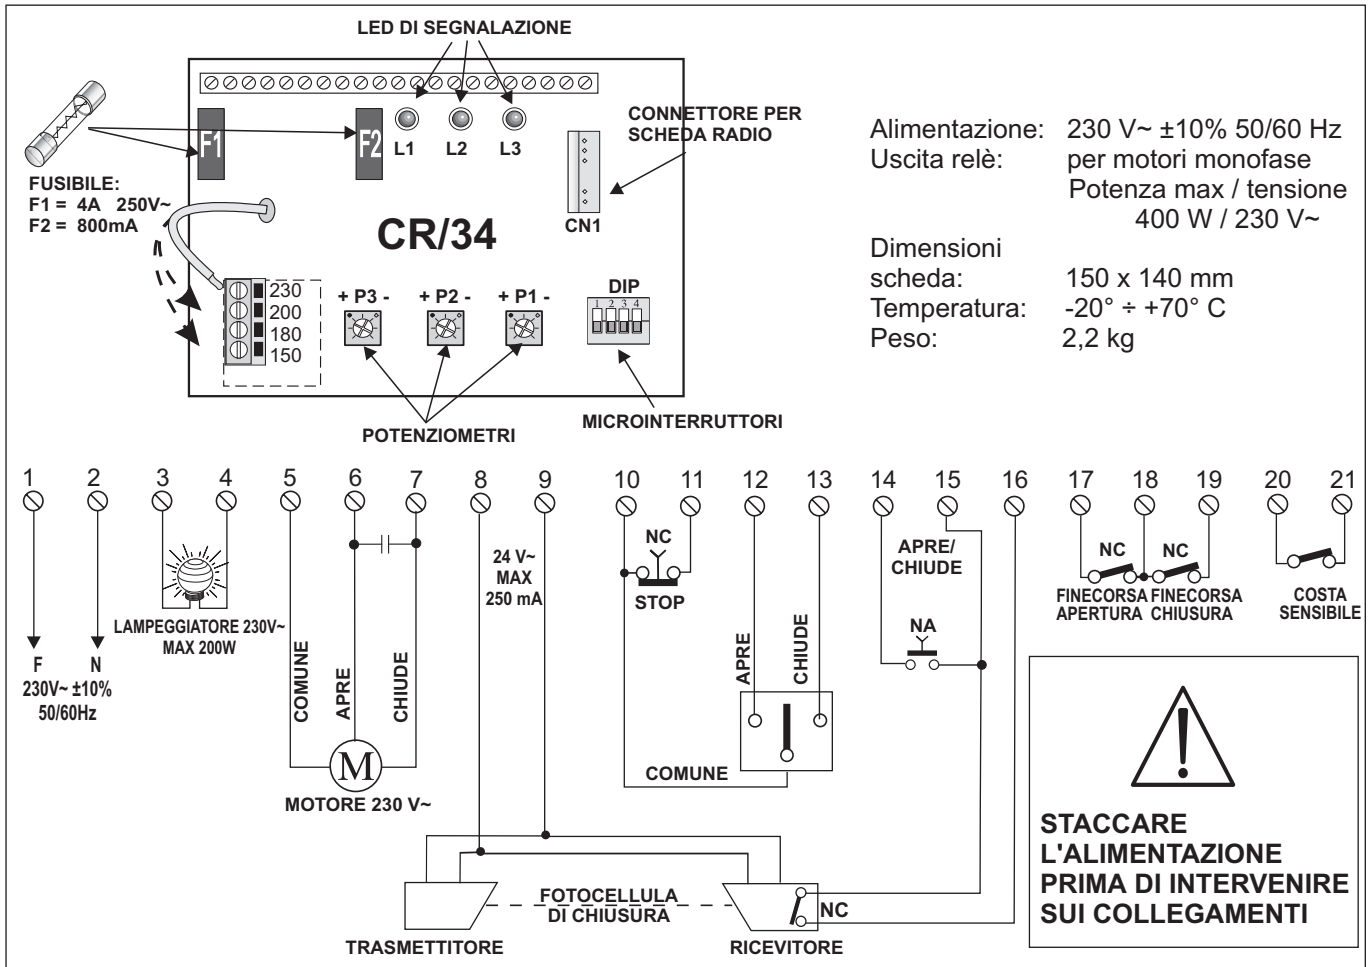 LED DI SEGNALAZIONE
F1
F2
L1 L2 L3
CONNETTORE PER
SCHEDA RADIO
CN1
FUSIBILE:
F1 = 4A 250V~
F2 = 800mA
CR/34
230
200
180
150
+ P3 - + P2 - + P1 -
DIP
1 2 3 4
POTENZIOMETRI
MICROINTERRUTTORI
Alimentazione: 230 V~ ±10% 50/60 Hz
Uscita relè: per motori monofase
Potenza max / tensione
400 W / 230 V~
Dimensioni
scheda: 150 x 140 mm
Temperatura: -20° ÷ +70° C
Peso: 2,2 kg
1 2 3 4 5 6 7 8 9 10 11 12 13 14 15 16 17 18 19 20 21
F N
230V~ ±10%
50/60Hz
LAMPEGGIATORE 230V~
MAX 200W
COMUNE
APRE
CHIUDE
M
MOTORE 230 V~
24 V~
MAX
250 mA
NC
STOP
APRE
CHIUDE
COMUNE
APRE/
CHIUDE
NA
NC NC
FINECORSA FINECORSA
APERTURA CHIUSURA
COSTA
SENSIBILE
FOTOCELLULA
DI CHIUSURA
NC
TRASMETTITORE
RICEVITORE
STACCARE
L'ALIMENTAZIONE
PRIMA DI INTERVENIRE
SUI COLLEGAMENTI